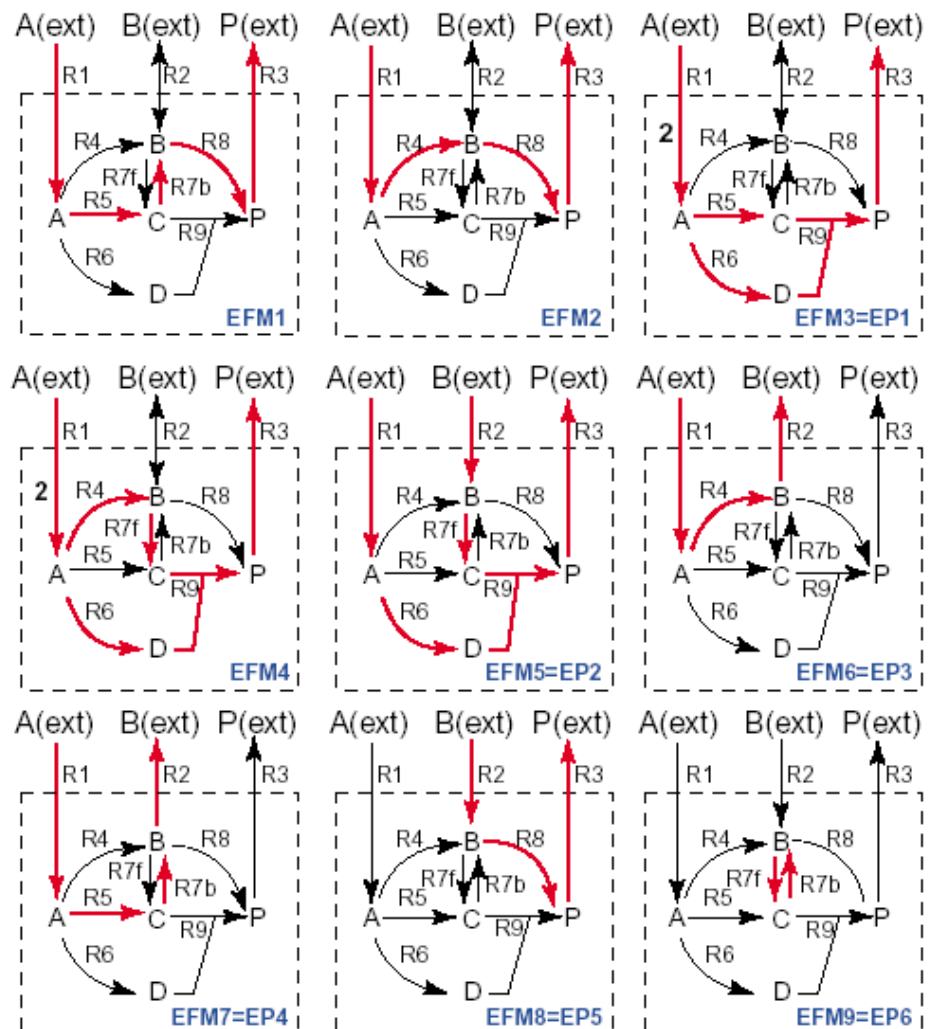 A(ext) B(ext) P(ext) A(ext) B(ext) P(ext) A(ext) B(ext) P(ext)
R1 R2 R3 R1 R2 R3 R1 R2 R3
R4 B R8 R4 B R8 2 R4 B R8
R7f R7b R7f R7b R7f R7b
A R5 C P A R5 C P A R5 C P
R6 R9 R6 R9 R6 R9
D D D
EFM1 EFM2 EFM3=EP1
A(ext) B(ext) P(ext) A(ext) B(ext) P(ext) A(ext) B(ext) P(ext)
R1 R2 R3 R1 R2 R3 R1 R2 R3
2 R4 B R8 R4 B R8 R4 B R8
R7f R7b R7f R7b R7f R7b
A R5 C P A R5 C P A R5 C P
R6 R9 R6 R9 R6 R9
D D D
EFM4 EFM5=EP2 EFM6=EP3
A(ext) B(ext) P(ext) A(ext) B(ext) P(ext) A(ext) B(ext) P(ext)
R1 R2 R3 R1 R2 R3 R1 R2 R3
R4 B R8 R4 B R8 R4 B R8
R7f R7b R7f R7b R7f R7b
A R5 C P A R5 C P A R5 C P
R6 R9 R6 R9 R6 R9
D D D
EFM7=EP4 EFM8=EP5 EFM9=EP6